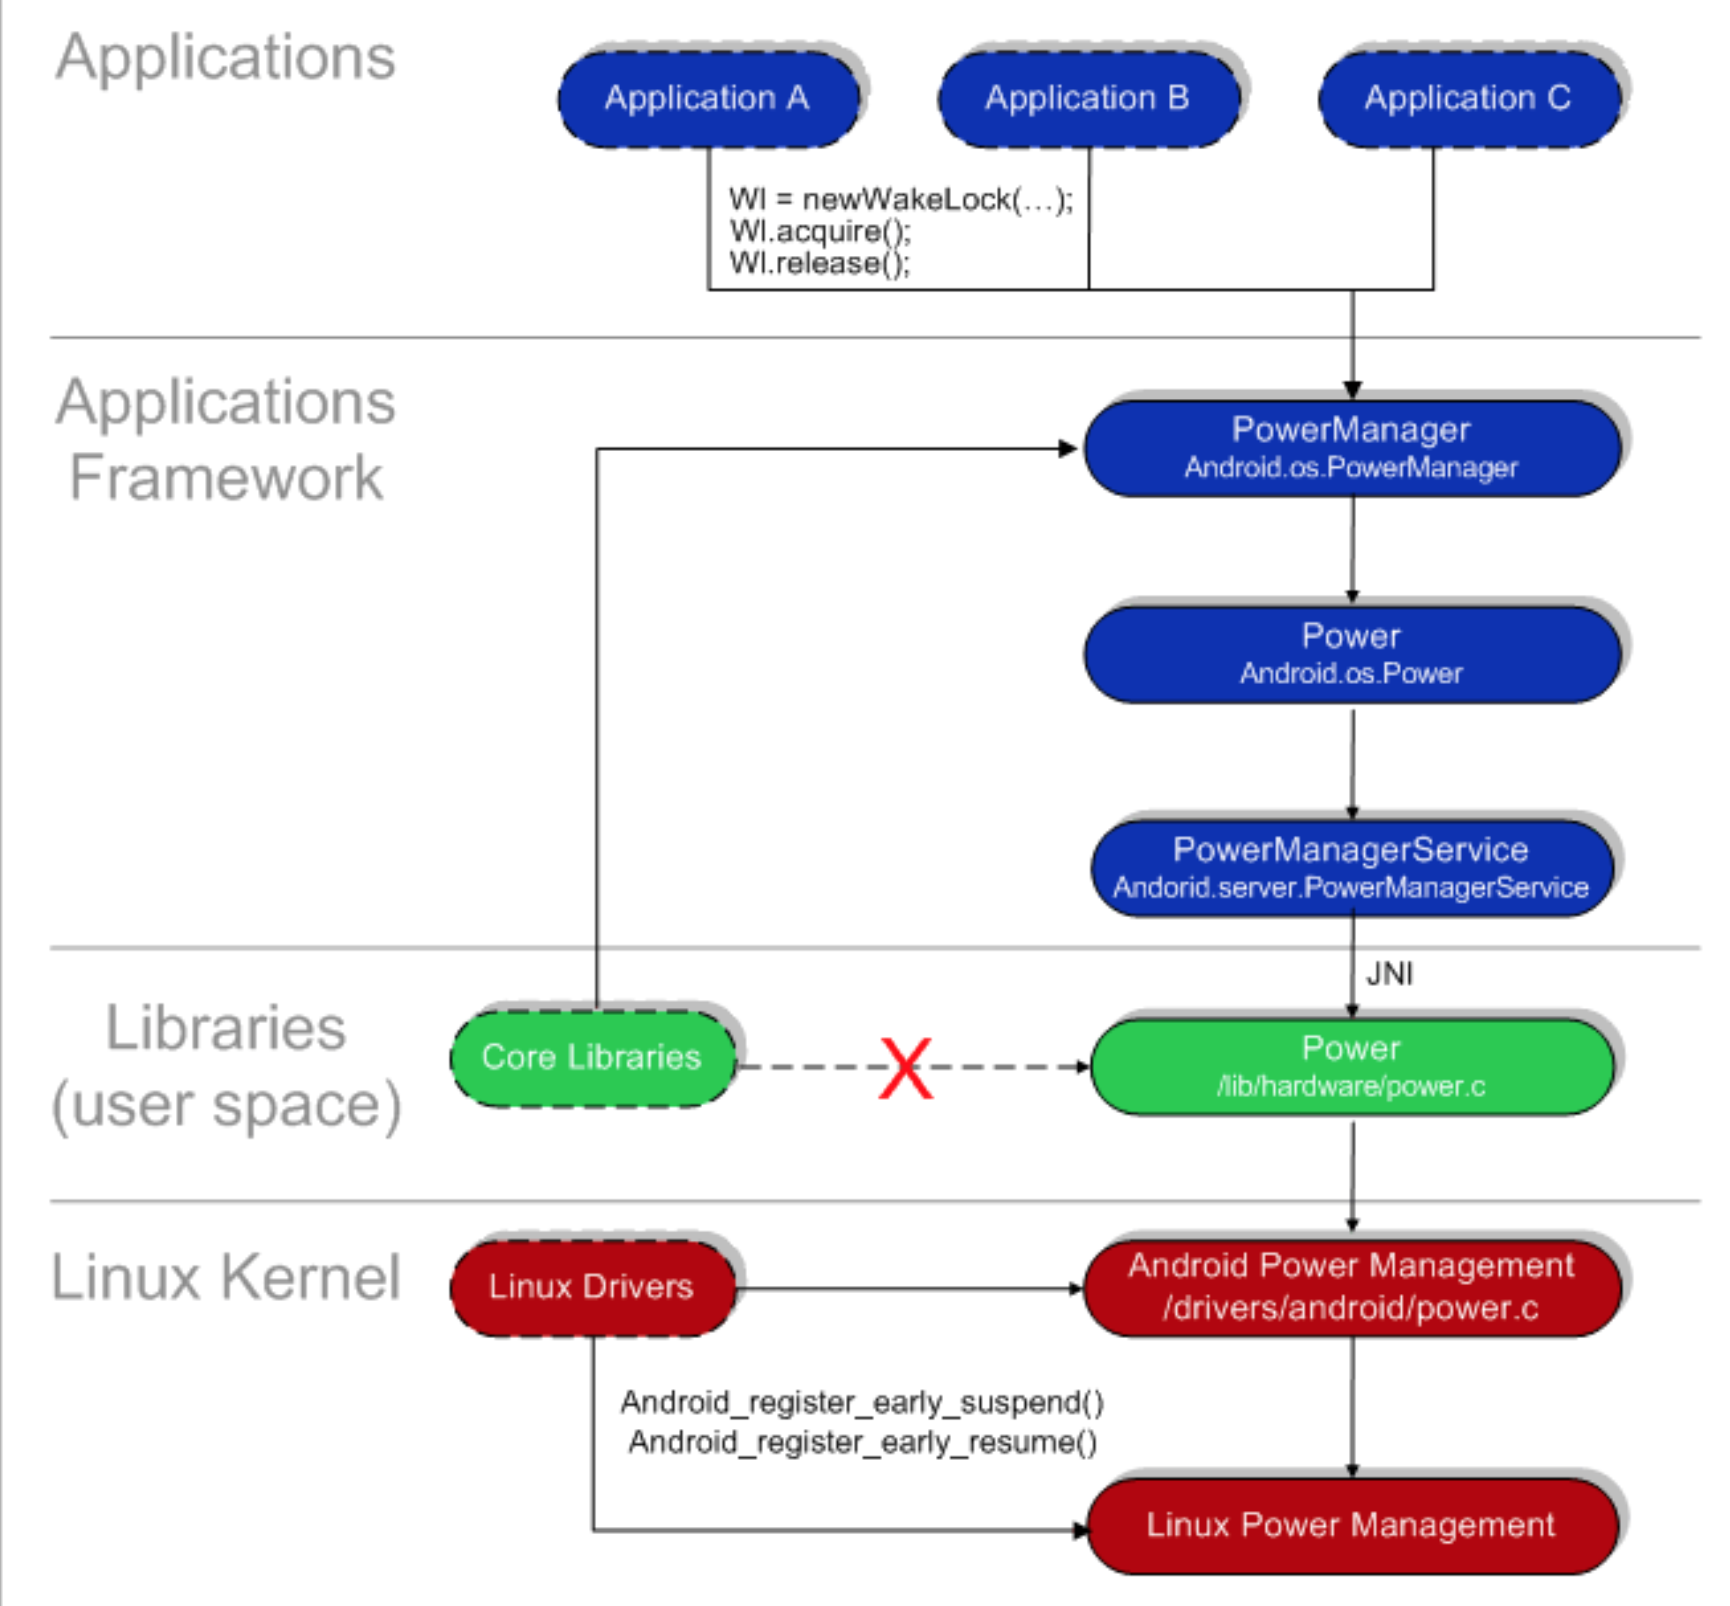 Applications
Application A
Application B
Application C
Wl = newWakeLock(...);
Wl.acquire();
Wl.release();
Applications
Framework
PowerManager
Android.os.PowerManager
Power
Android.os.Power
PowerManagerService
Andorid.server.PowerManagerService
JNI
Libraries
(user space)
Core Libraries
X
Power
/lib/hardware/power.c
Linux Kernel
Linux Drivers
Android Power Management
/drivers/android/power.c
Android_register_early_suspend()
Android_register_early_resume()
Linux Power Management